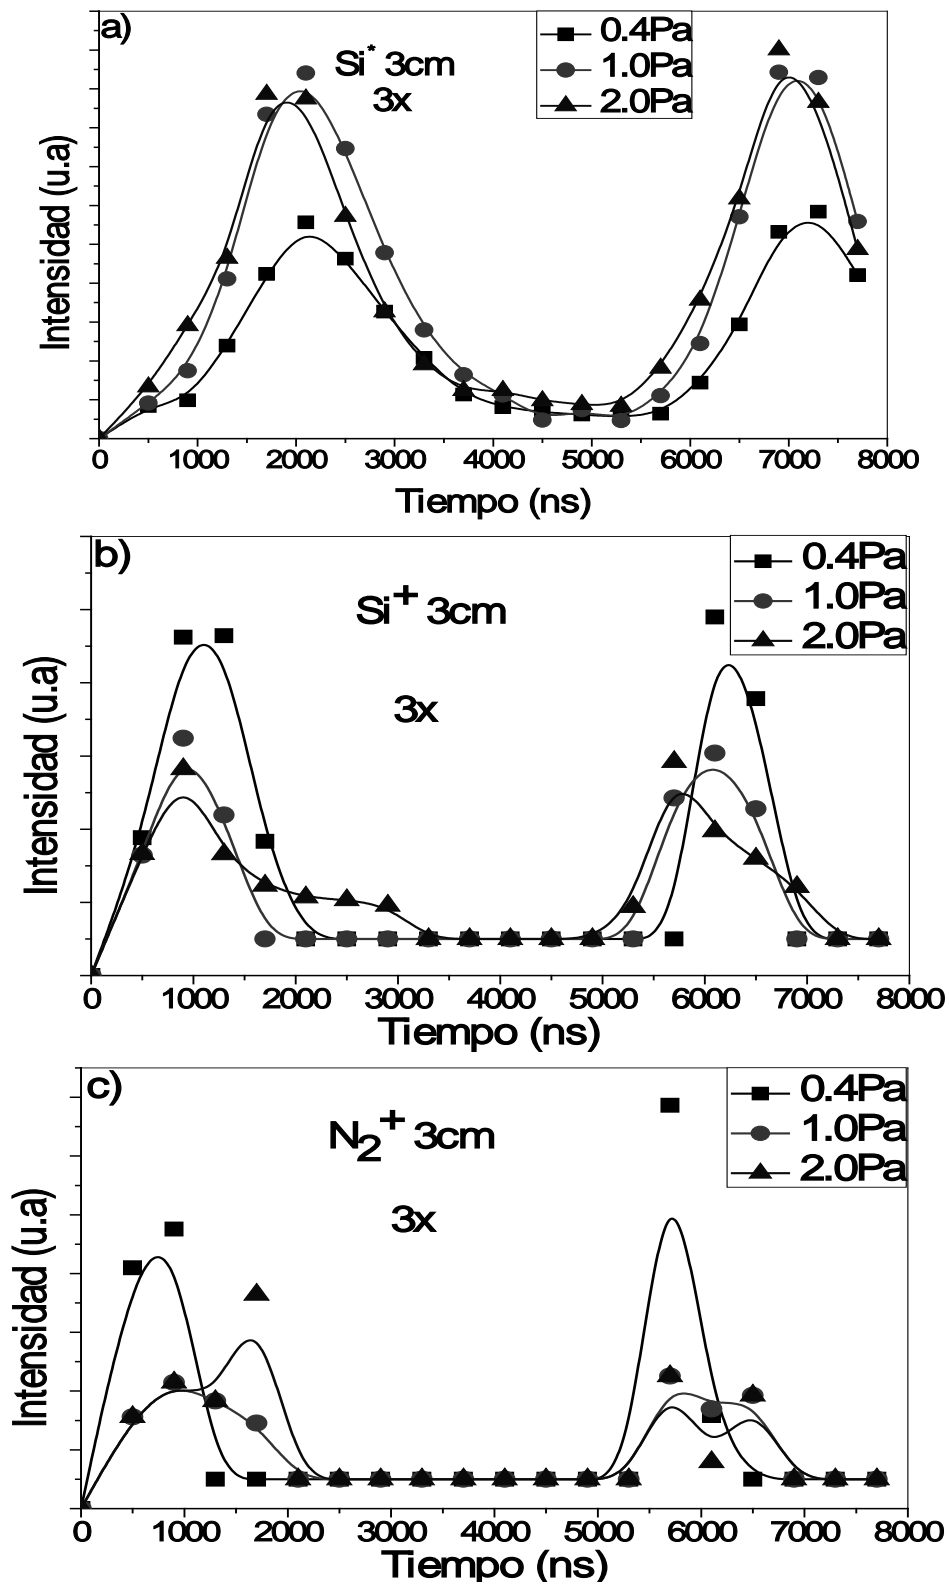 a)
Si* 3cm
3x
0.4Pa
1.0Pa
2.0Pa
Intensidad (u.a)
0 1000 2000 3000 4000 5000 6000 7000 8000
Tiempo (ns)
b)
Si+ 3cm
3x
0.4Pa
1.0Pa
2.0Pa
Intensidad (u.a)
0 1000 2000 3000 4000 5000 6000 7000 8000
Tiempo (ns)
c)
N2+ 3cm
3x
0.4Pa
1.0Pa
2.0Pa
Intensidad (u.a)
0 1000 2000 3000 4000 5000 6000 7000 8000
Tiempo (ns)